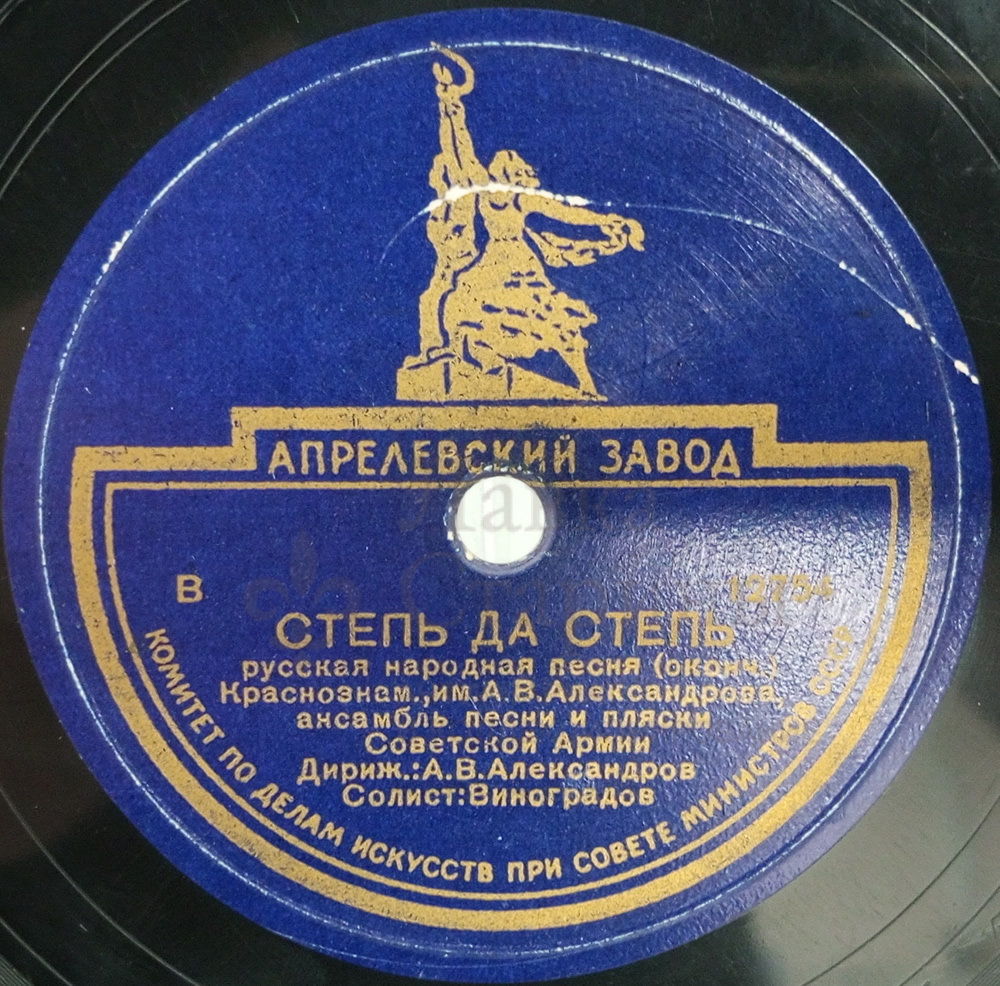 АПРЕЛЕВСКИЙ ЗАВОД
В 12734
СТЕПЬ ДА СТЕПЬ
русская народная песня (оконч.)
Краснознам., им. А.В.Александрова,
ансамбль песни и пляски
Советской Армии
Дириж.: А.В.Александров
Солист: Виноградов
КОМИТЕТ ПО ДЕЛАМ ИСКУССТВ ПРИ СОВЕТЕ МИНИСТРОВ СССР